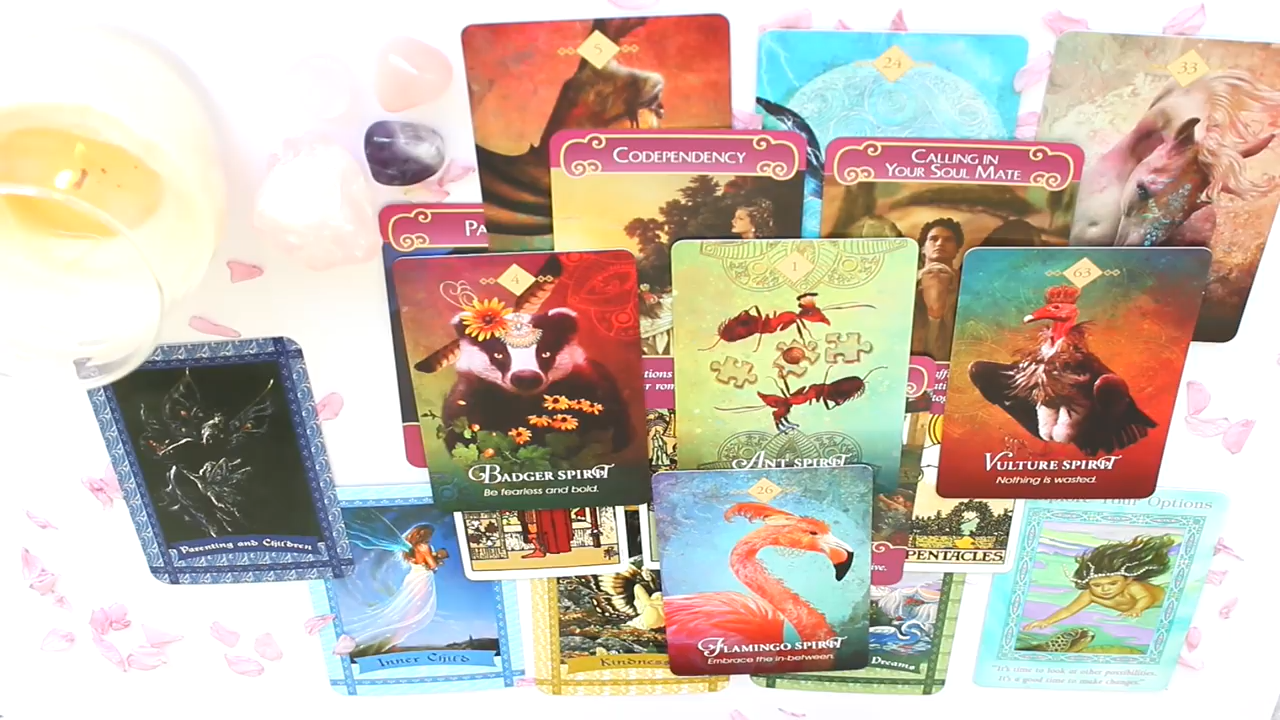 5
24
33
CODEPENDENCY
CALLING IN
YOUR SOUL MATE
4
BADGER SPIRIT
Be fearless and bold.
1
ANT SPIRIT
63
VULTURE SPIRIT
Nothing is wasted.
PENTACLES
26
FLAMINGO SPIRIT
Embrace the in-between.
Parenting and Children
Inner Child
Kindness
Dreams
Your Options
"It's time to look at other possibilities.
It's a good time to make changes."